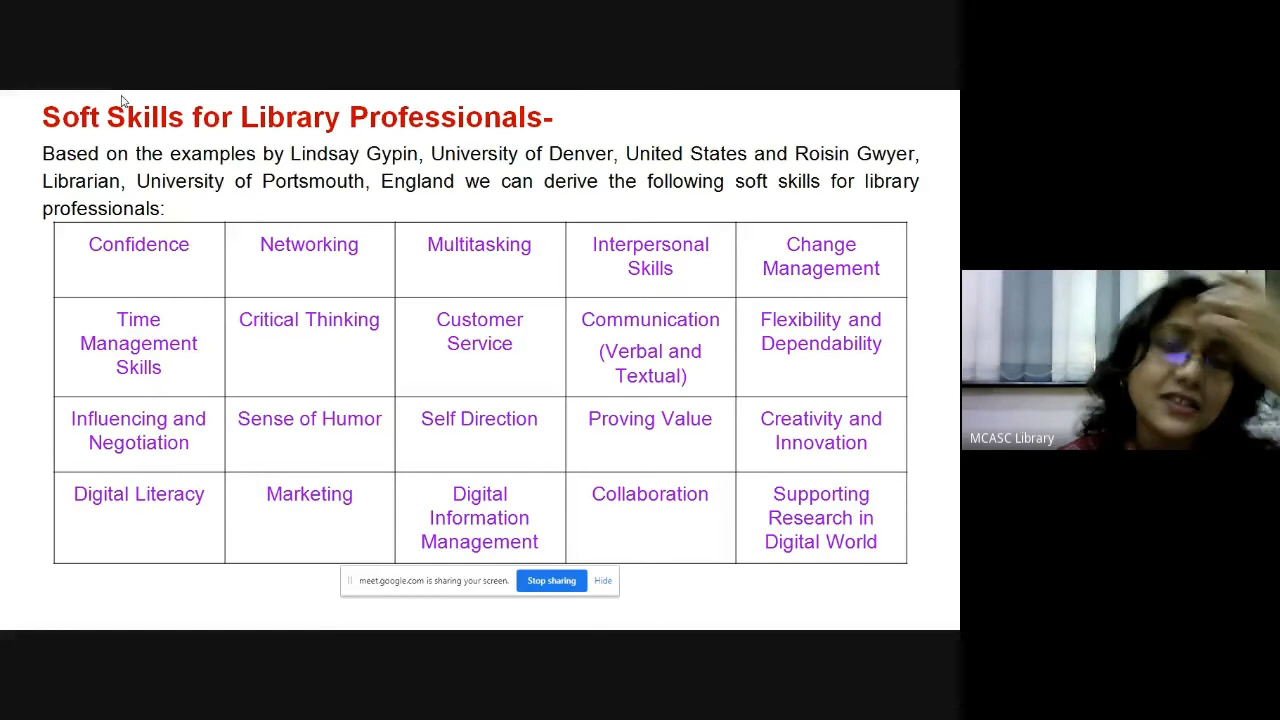 Soft Skills for Library Professionals-
Based on the examples by Lindsay Gypin, University of Denver, United States and Roisin Gwyer,
Librarian, University of Portsmouth, England we can derive the following soft skills for library
professionals:
Confidence
Networking
Multitasking
Interpersonal
Skills
Change
Management
Time
Management
Skills
Critical Thinking
Customer
Service
Communication
(Verbal and
Textual)
Flexibility and
Dependability
Influencing and
Negotiation
Sense of Humor
Self Direction
Proving Value
Creativity and
Innovation
Digital Literacy
Marketing
Digital
Information
Management
Collaboration
Supporting
Research in
Digital World
meet.google.com is sharing your screen.
Stop sharing
Hide
MCASC Library